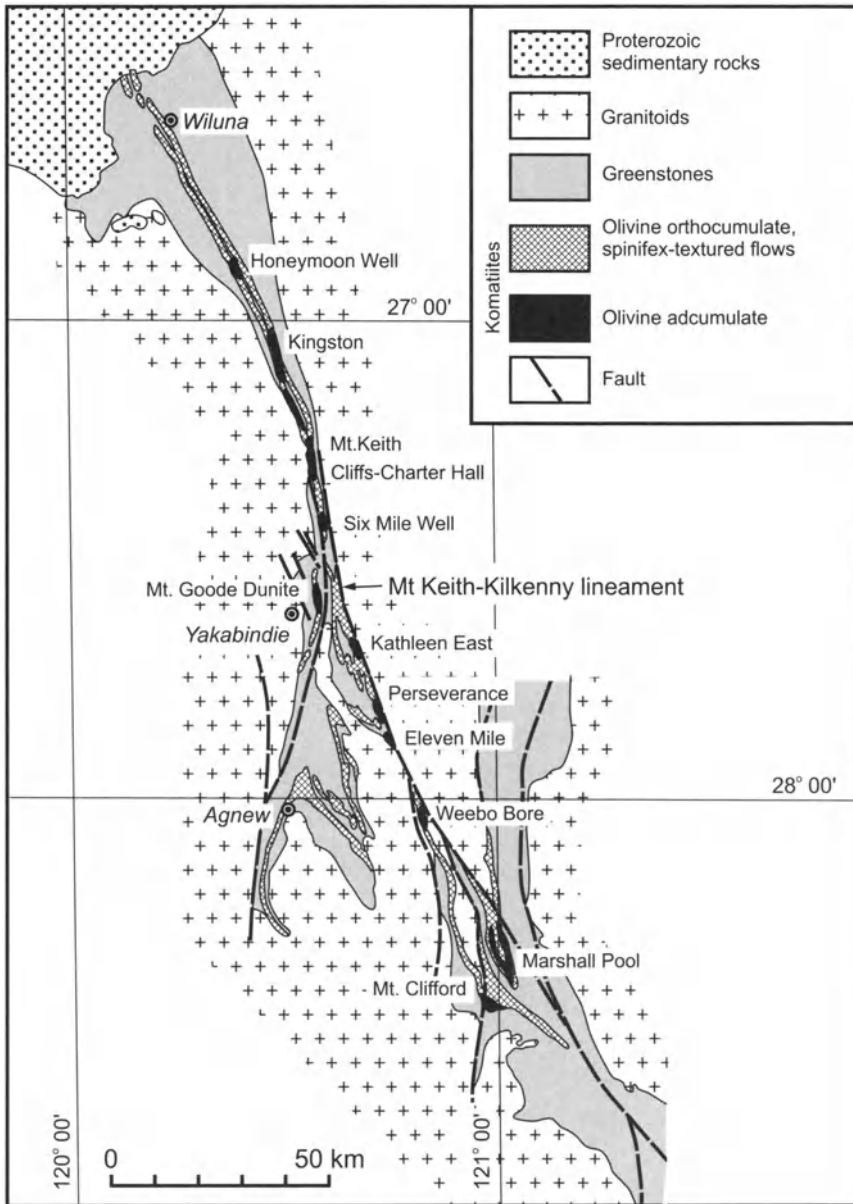 Proterozoic
sedimentary rocks
Granitoids
Greenstones
Komatiites
Olivine orthocumulate,
spinifex-textured flows
Olivine adcumulate
Fault
Wiluna
Honeymoon Well
27° 00'
Kingston
Mt.Keith
Cliffs-Charter Hall
Six Mile Well
Mt. Goode Dunite
Mt Keith-Kilkenny lineament
Yakabindie
Kathleen East
Perseverance
Eleven Mile
28° 00'
Agnew
Weebo Bore
Marshall Pool
Mt. Clifford
120° 00'
121° 00'
0 50 km